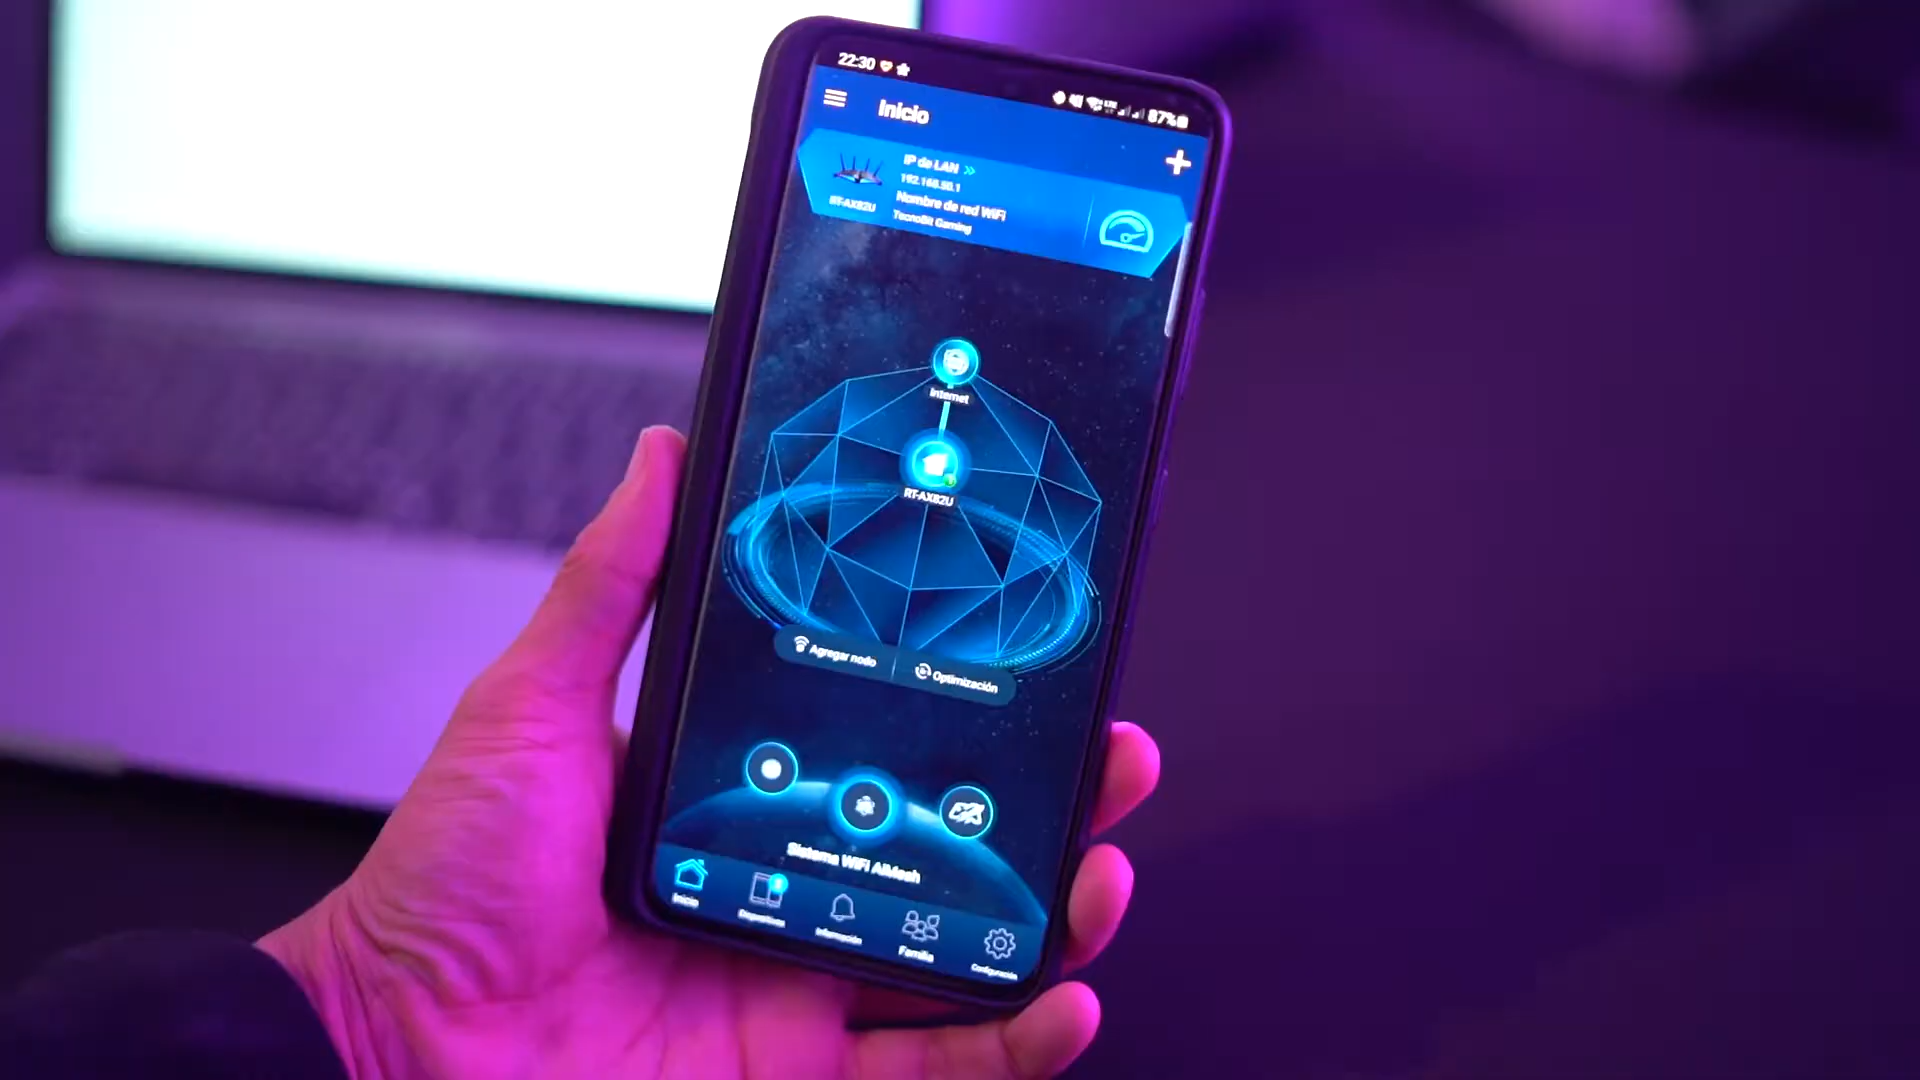 22:30
LTE
87%
Inicio
IP de LAN
192.168.50.1
Nombre de red WiFi
TecnoBit Gaming
RT-AX82U
Internet
RT-AX82U
Agregar nodo
Optimización
Sistema WiFi AiMesh
Inicio
Dispositivos
Información
Familia
Configuración